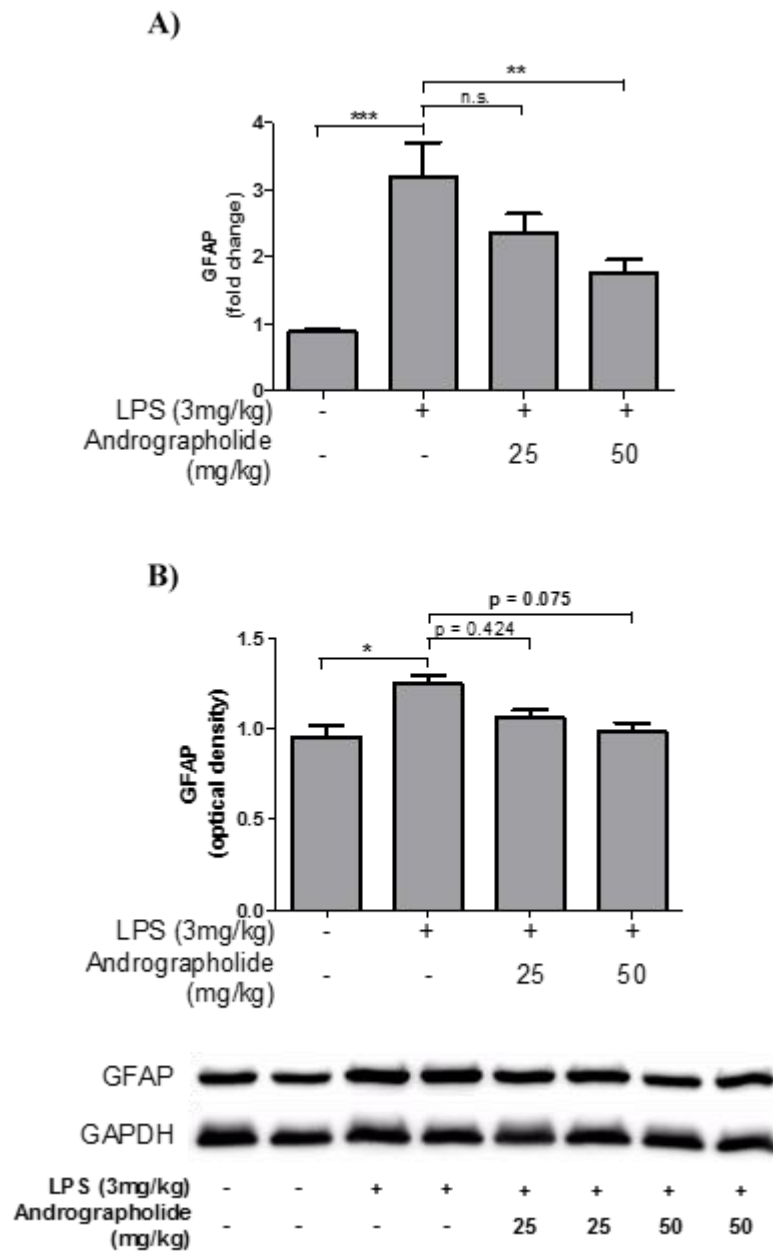 A)
**
n.s.
***
4
3
2
1
0
GFAP
(fold change)
LPS (3mg/kg) - + + +
Andrographolide
(mg/kg) - - 25 50
B)
p = 0.075
p = 0.424
*
1.5
1.0
0.5
0.0
GFAP
(optical density)
LPS (3mg/kg) - + + +
Andrographolide
(mg/kg) - - 25 50
GFAP
GAPDH
LPS (3mg/kg) - - + + + + + +
Andrographolide
(mg/kg) - - - - 25 25 50 50